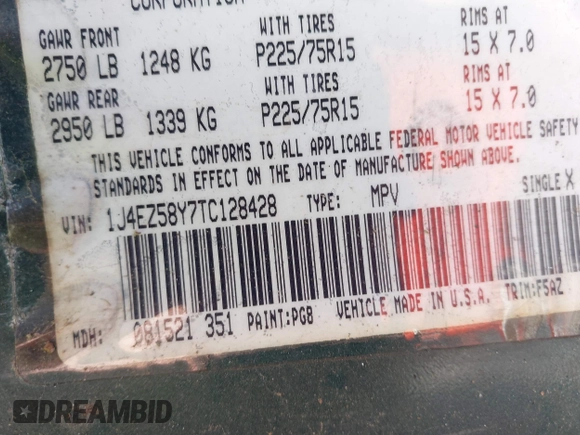 CORPORATION
GAWR FRONT WITH TIRES RIMS AT
2750 LB 1248 KG P225/75R15 15 X 7.0
GAWR REAR WITH TIRES RIMS AT
2950 LB 1339 KG P225/75R15 15 X 7.0
THIS VEHICLE CONFORMS TO ALL APPLICABLE FEDERAL MOTOR VEHICLE SAFETY
STANDARDS IN EFFECT ON THE DATE OF MANUFACTURE SHOWN ABOVE.
VIN: 1J4EZ58Y7TC128428 TYPE: MPV SINGLE X
MDH: 081521 351 PAINT:PG8 VEHICLE MADE IN U.S.A. TRIM:FSAZ
DREAMBID